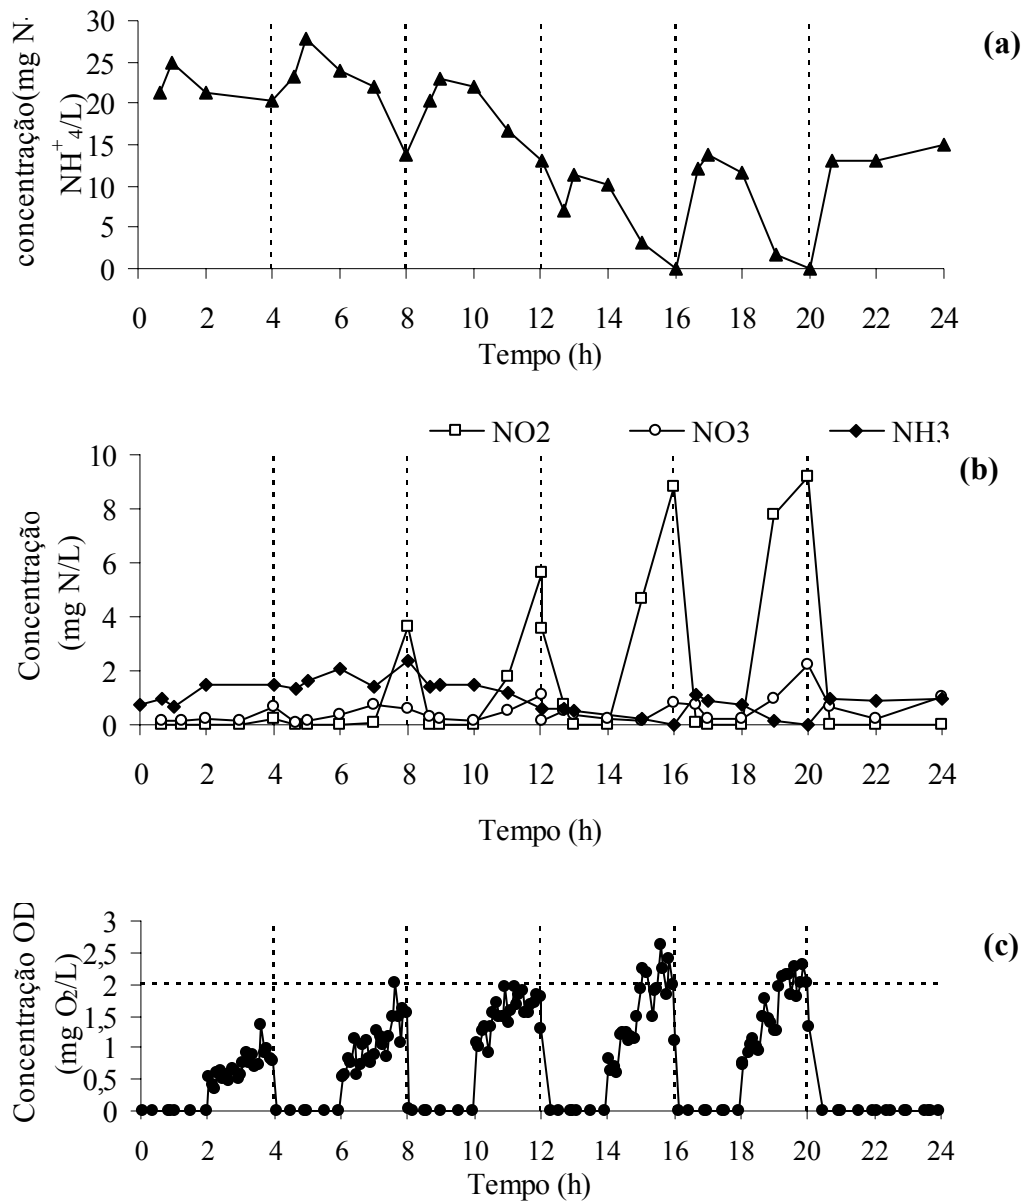 30
25
20
15
10
5
0
concentração(mg N-
NH⁺₄/L)
(a)
0 2 4 6 8 10 12 14 16 18 20 22 24
Tempo (h)
NO2 NO3 NH3
10
8
6
4
2
0
Concentração
(mg N/L)
(b)
0 2 4 6 8 10 12 14 16 18 20 22 24
Tempo (h)
3
2,5
2
1,5
1
0,5
0
Concentração OD
(mg O₂/L)
(c)
0 2 4 6 8 10 12 14 16 18 20 22 24
Tempo (h)